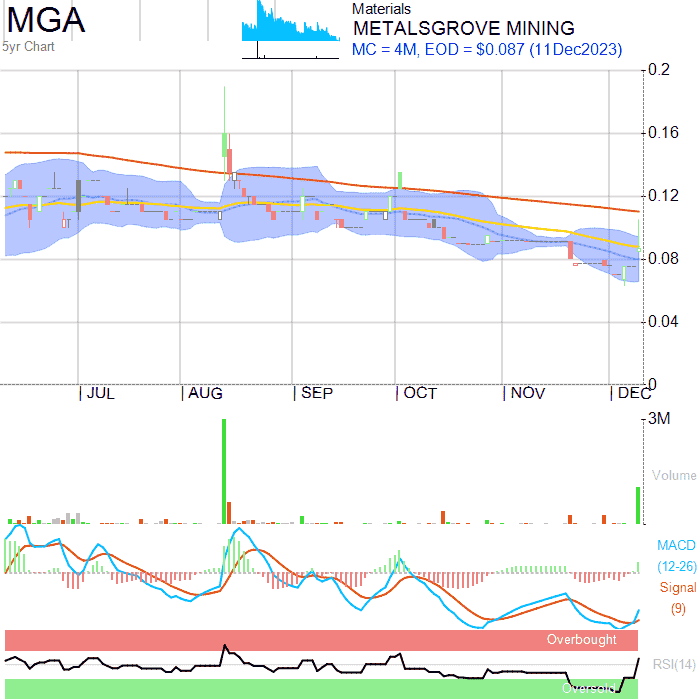 MGA
5yr Chart
Materials
METALSGROVE MINING
MC = 4M, EOD = $0.087 (11Dec2023)
0.2
0.16
0.12
0.08
0.04
0
JUL AUG SEP OCT NOV DEC
3M
Volume
MACD
(12-26)
Signal
(9)
Overbought
RSI(14)
Oversold